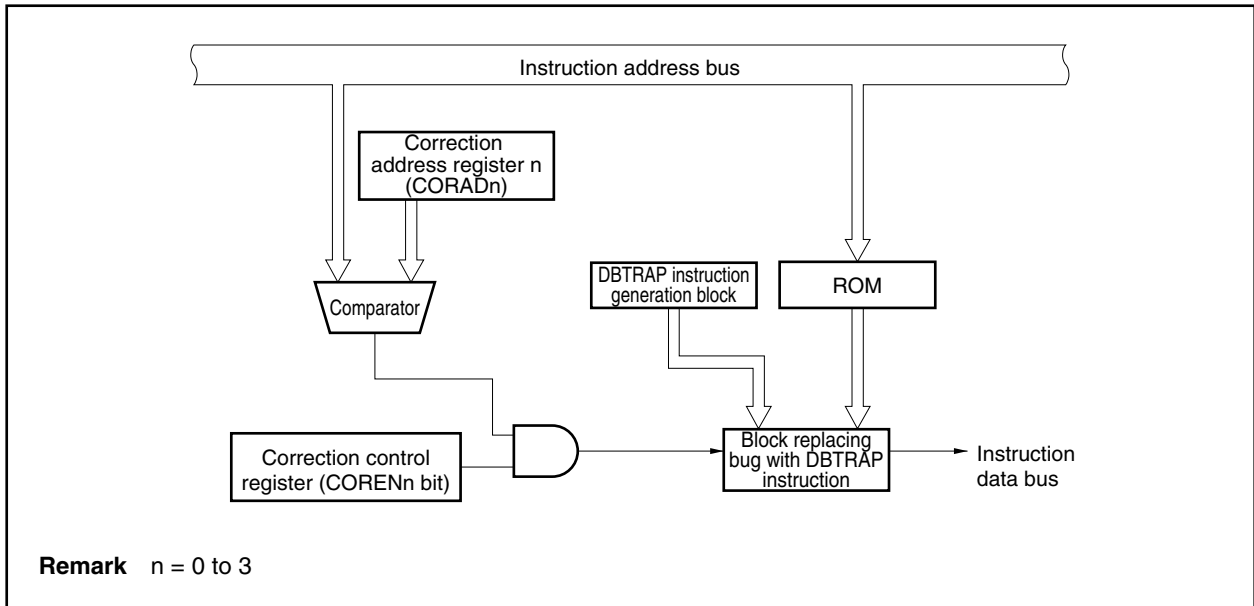 Instruction address bus
Correction
address register n
(CORADn)
Comparator
DBTRAP instruction
generation block
ROM
Correction control
register (CORENn bit)
Block replacing
bug with DBTRAP
instruction
Instruction
data bus
Remark n = 0 to 3